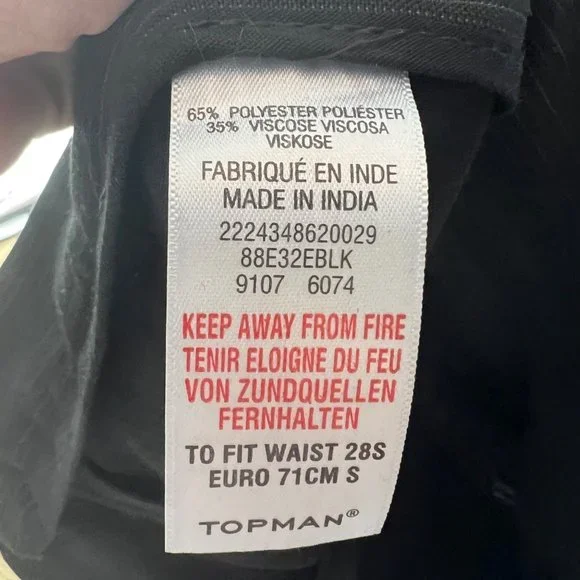 65% POLYESTER POLIÉSTER
35% VISCOSE VISCOSA
VISKOSE
FABRIQUÉ EN INDE
MADE IN INDIA
2224348620029
88E32EBLK
9107 6074
KEEP AWAY FROM FIRE
TENIR ELOIGNE DU FEU
VON ZUNDQUELLEN
FERNHALTEN
TO FIT WAIST 28S
EURO 71CM S
TOPMAN®